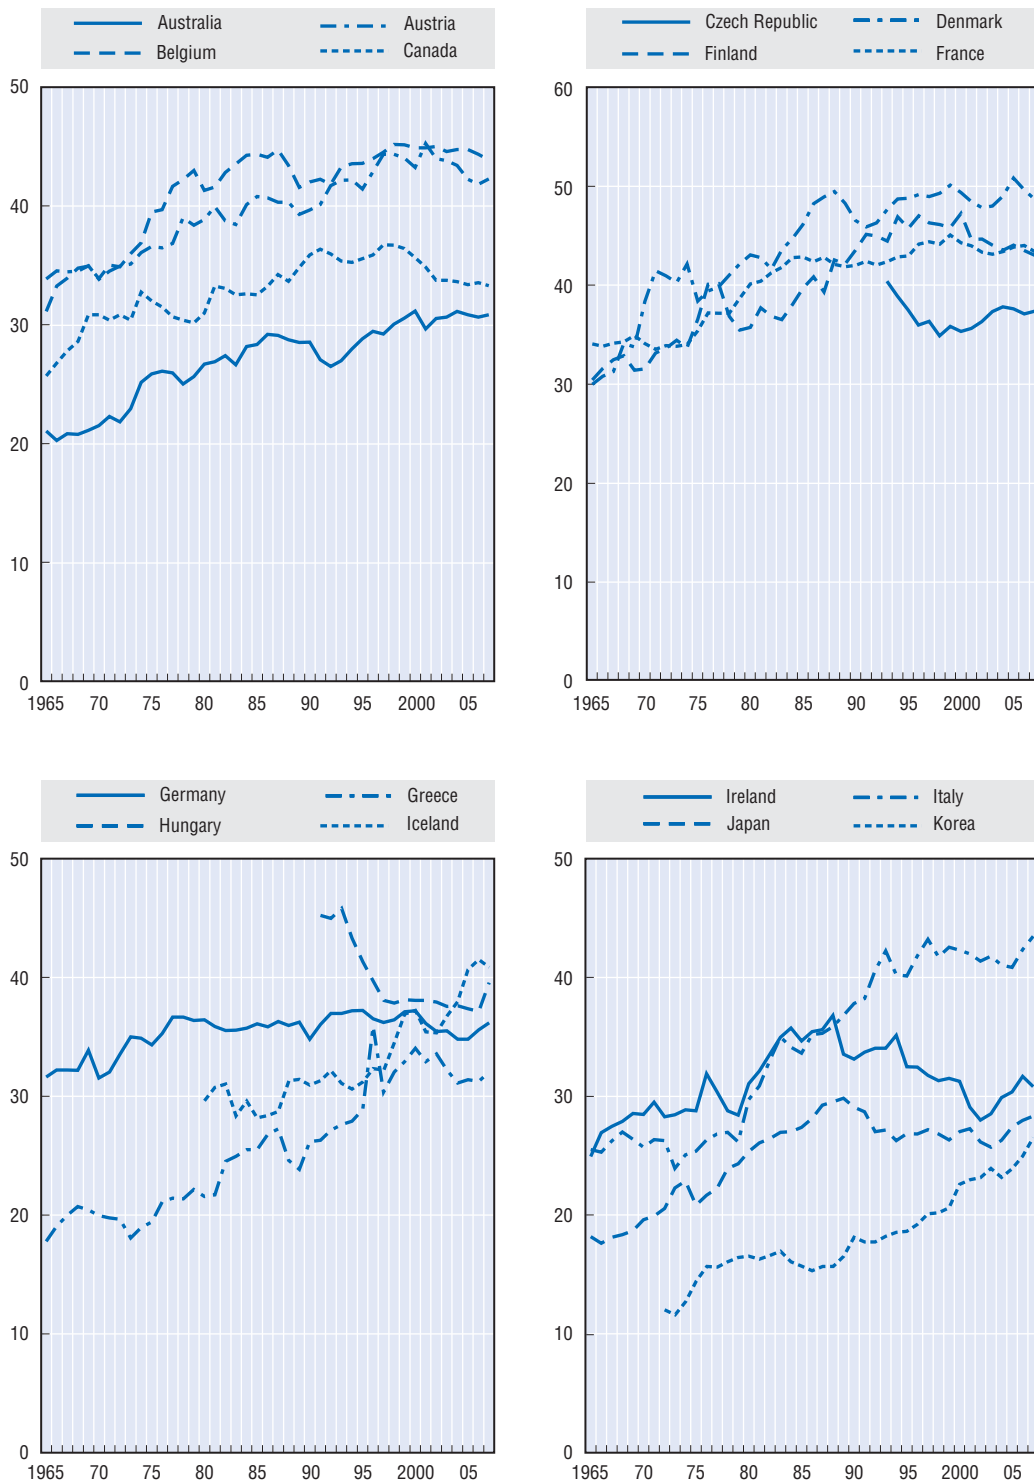 Australia Austria
Belgium Canada
50
40
30
20
10
0
1965 70 75 80 85 90 95 2000 05
Czech Republic Denmark
Finland France
60
50
40
30
20
10
0
1965 70 75 80 85 90 95 2000 05
Germany Greece
Hungary Iceland
50
40
30
20
10
0
1965 70 75 80 85 90 95 2000 05
Ireland Italy
Japan Korea
50
40
30
20
10
0
1965 70 75 80 85 90 95 2000 05